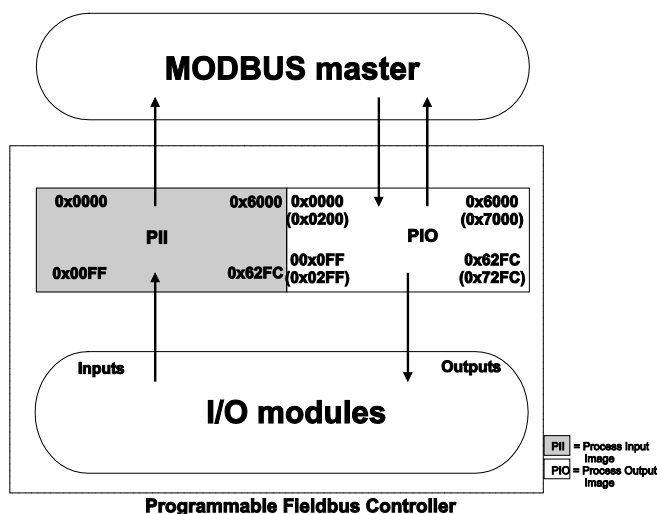 MODBUS master
0x0000 0x6000 0x0000 0x6000
(0x0200) (0x7000)
PII PIO
0x00FF 0x62FC 00x0FF 0x62FC
(0x02FF) (0x72FC)
Inputs Outputs
I/O modules
PII = Process Input
Image
PIO = Process Output
Image
Programmable Fieldbus Controller